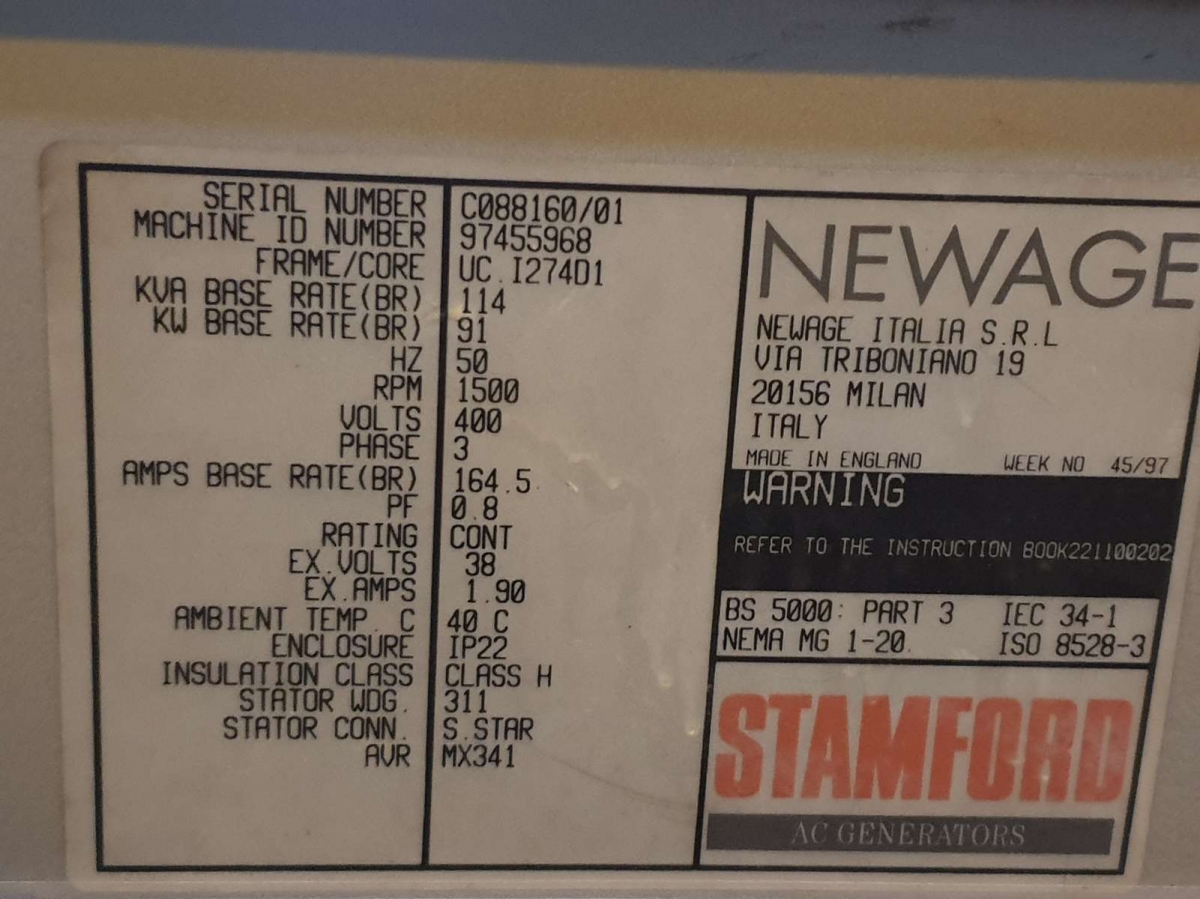 SERIAL NUMBER C088160/01
MACHINE ID NUMBER 97455968
FRAME/CORE UC.I274D1
KVA BASE RATE(BR) 114
KW BASE RATE(BR) 91
HZ 50
RPM 1500
VOLTS 400
PHASE 3
AMPS BASE RATE(BR) 164.5
PF 0.8
RATING CONT
EX.VOLTS 38
EX.AMPS 1.90
AMBIENT TEMP. C 40 C
ENCLOSURE IP22
INSULATION CLASS CLASS H
STATOR WDG. 311
STATOR CONN. S.STAR
AVR MX341
NEWAGE
NEWAGE ITALIA S.R.L
VIA TRIBONIANO 19
20156 MILAN
ITALY
MADE IN ENGLAND WEEK NO 45/97
WARNING
REFER TO THE INSTRUCTION BOOK221100202
BS 5000: PART 3 IEC 34-1
NEMA MG 1-20. ISO 8528-3
STAMFORD
AC GENERATORS